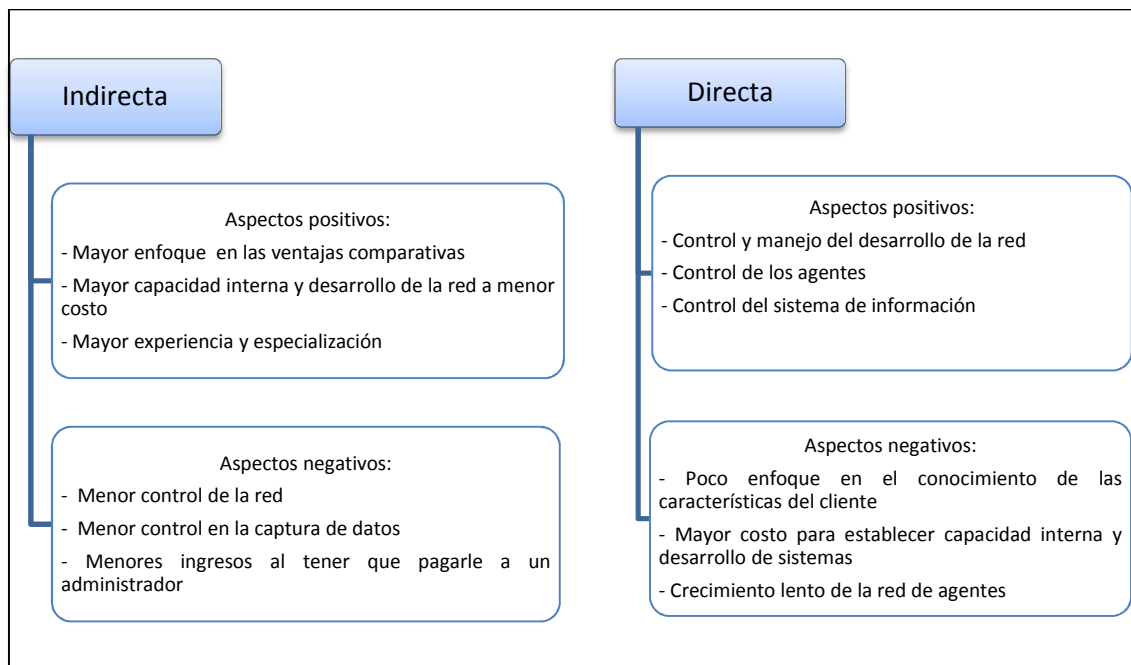 Indirecta
Aspectos positivos:
- Mayor enfoque  en las ventajas comparativas
- Mayor capacidad interna y desarrollo de la red a menor
costo
- Mayor experiencia y especialización
Aspectos negativos:
-  Menor control de la red
-  Menor control en la captura de datos
-  Menores ingresos al tener que pagarle a un
administrador
Directa
Aspectos positivos:
- Control y manejo del desarrollo de la red
- Control de los agentes
- Control del sistema de información
Aspectos negativos:
- Poco enfoque en el conocimiento de las
características del cliente
- Mayor costo para establecer capacidad interna y
desarrollo de sistemas
- Crecimiento lento de la red de agentes